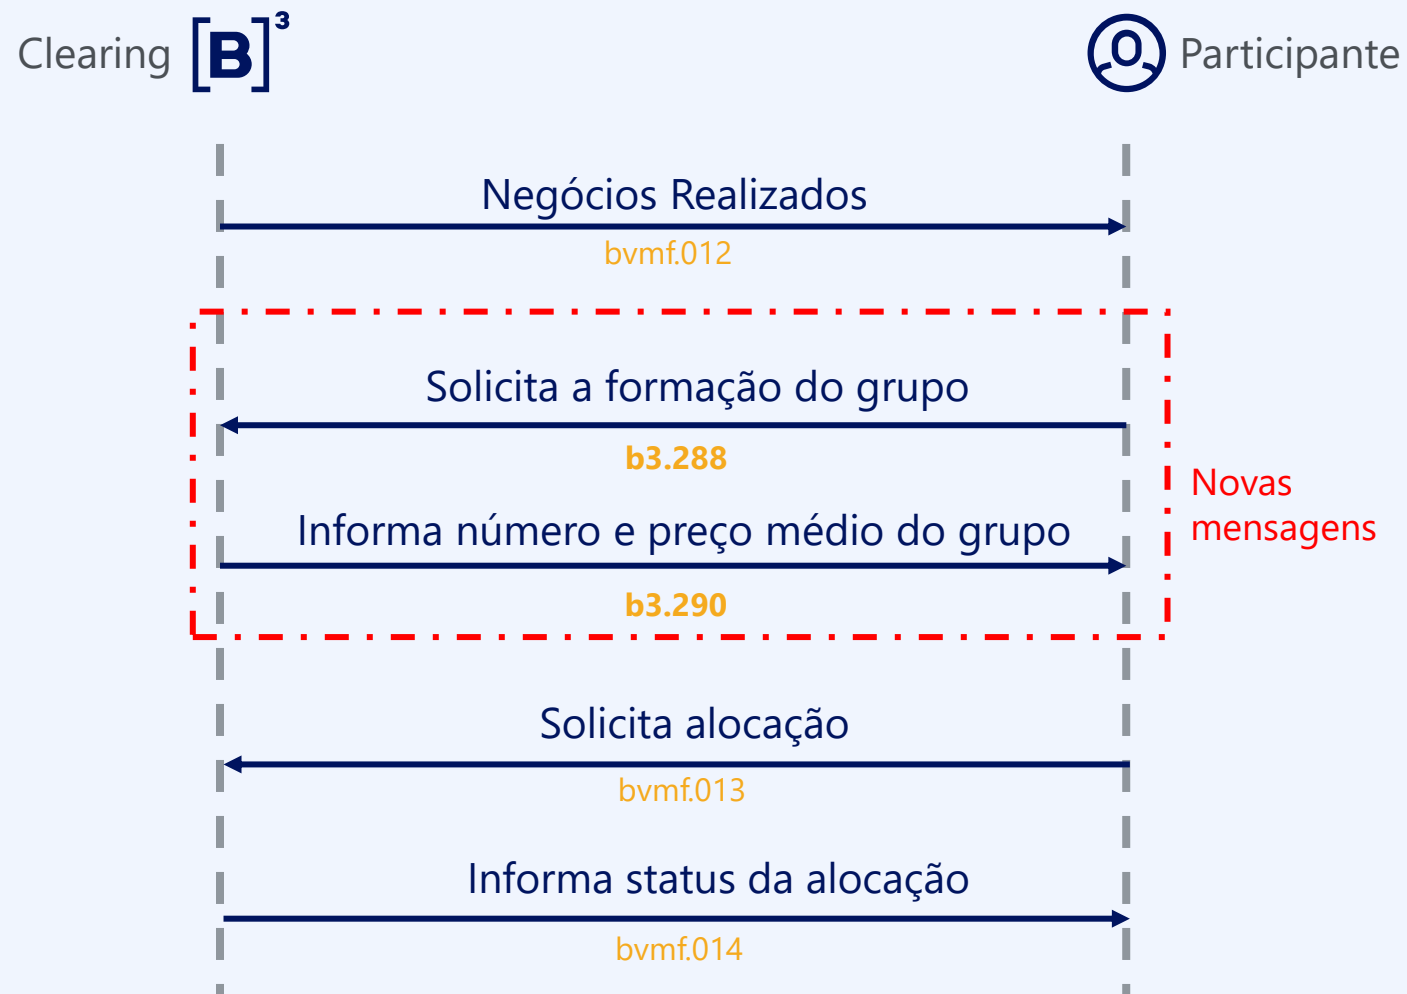 Clearing [B]³
Participante
Negócios Realizados
bvmf.012
Solicita a formação do grupo
b3.288
Novas
mensagens
Informa número e preço médio do grupo
b3.290
Solicita alocação
bvmf.013
Informa status da alocação
bvmf.014